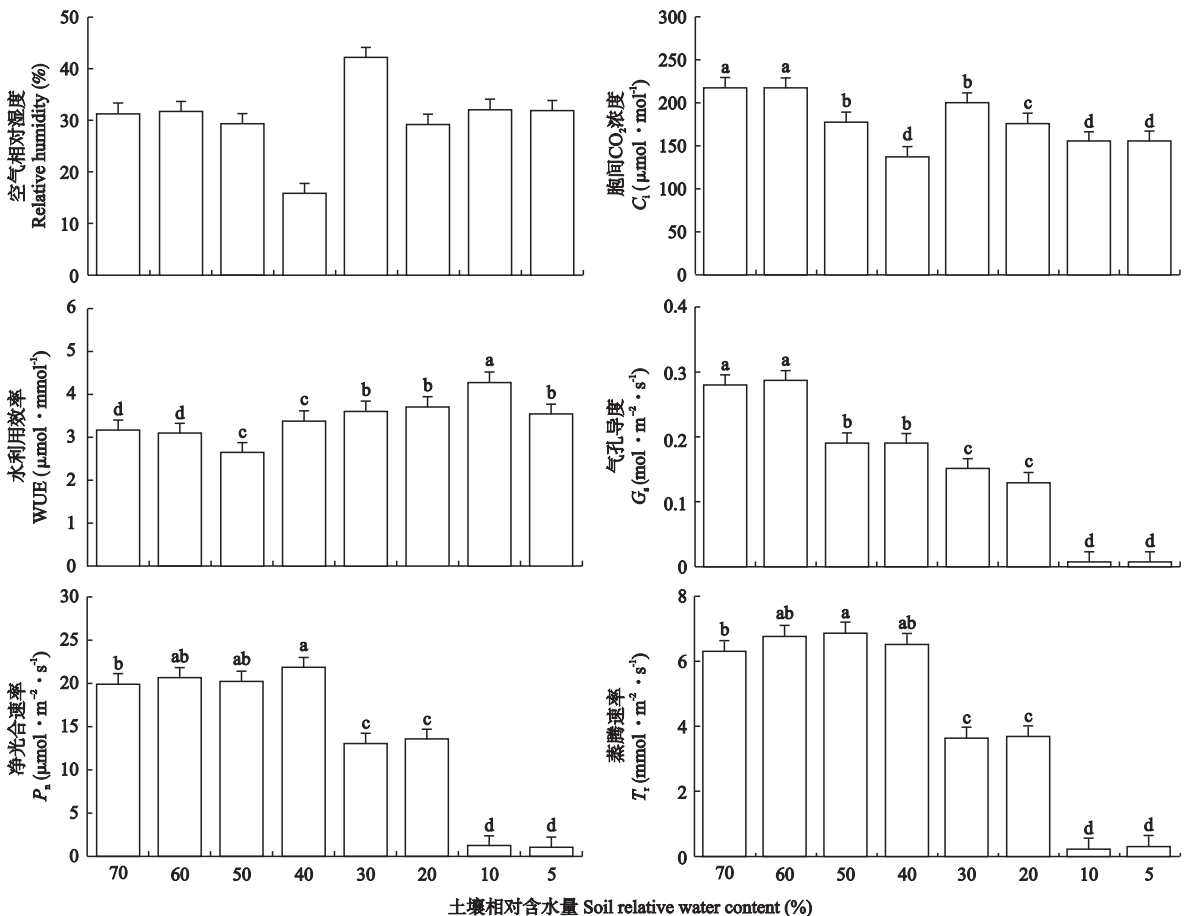 空气相对湿度
Relative humidity (%)
50
40
30
20
10
0
胞间CO₂浓度
Cᵢ (μmol·mol⁻¹)
300
250
200
150
100
50
0
a
a
b
d
b
c
d
d
水利用效率
WUE (μmol·mmol⁻¹)
6
5
4
3
2
1
0
d
d
c
c
b
b
a
b
气孔导度
Gₛ (mol·m⁻²·s⁻¹)
0.4
0.3
0.2
0.1
0
a
a
b
b
c
c
d
d
净光合速率
Pₙ (μmol·m⁻²·s⁻¹)
30
25
20
15
10
5
0
b
ab
ab
a
c
c
d
d
70
60
50
40
30
20
10
5
蒸腾速率
Tᵣ (mmol·m⁻²·s⁻¹)
8
6
4
2
0
b
ab
a
ab
c
c
d
d
70
60
50
40
30
20
10
5
土壤相对含水量 Soil relative water content (%)